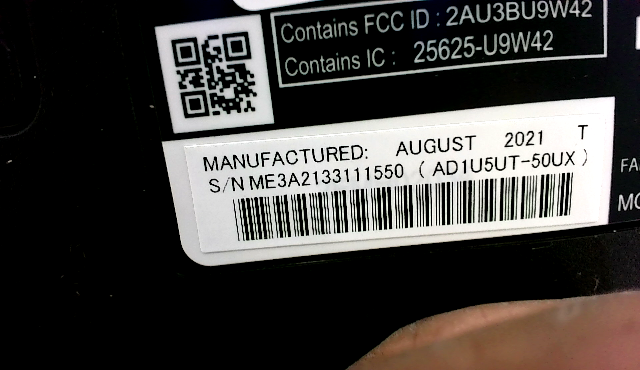 Contains FCC ID : 2AU3BU9W42
Contains IC : 25625-U9W42
MANUFACTURED: AUGUST 2021 T
S/N ME3A2133111550 ( AD1U5UT-50UX )